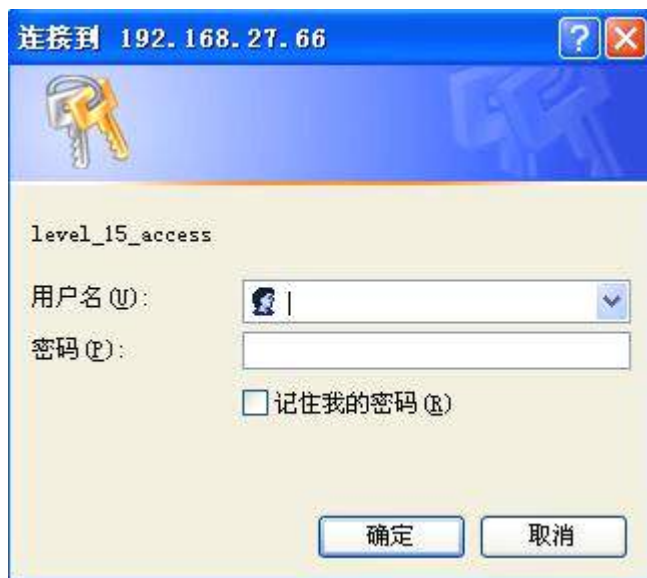 连接到 192.168.27.66
level_15_access
用户名(U):
密码(P):
记住我的密码(R)
确定 取消